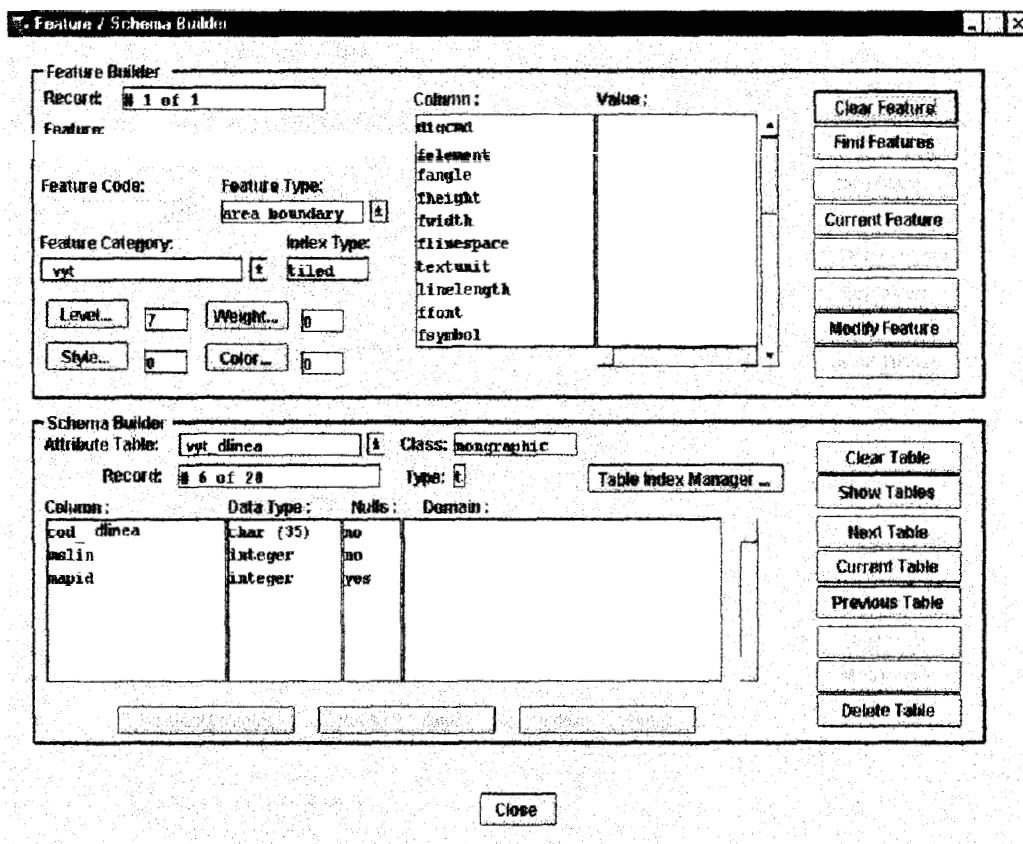 Feature / Schema Builder
Feature Builder
Record: # 1 of 1
Feature:
Feature Code:
Feature Type:
area boundary
Feature Category:
Index Type:
vyt
tiled
Level... 7 Weight... 0
Style... 0 Color... 0
Column: Value:
digcmd
felement
fangle
fheight
fwidth
flinespace
textunit
linelength
ffont
fsymbol
Clear Feature
Find Features
Current Feature
Modify Feature
Schema Builder
Attribute Table: vyt_dlinea Class: nongraphic
Record: # 6 of 20 Type: t Table Index Manager ...
Column: Data Type: Nulls: Domain:
cod_ dlinea char (35) no
mslin integer no
mapid integer yes
Clear Table
Show Tables
Next Table
Current Table
Previous Table
Delete Table
Close